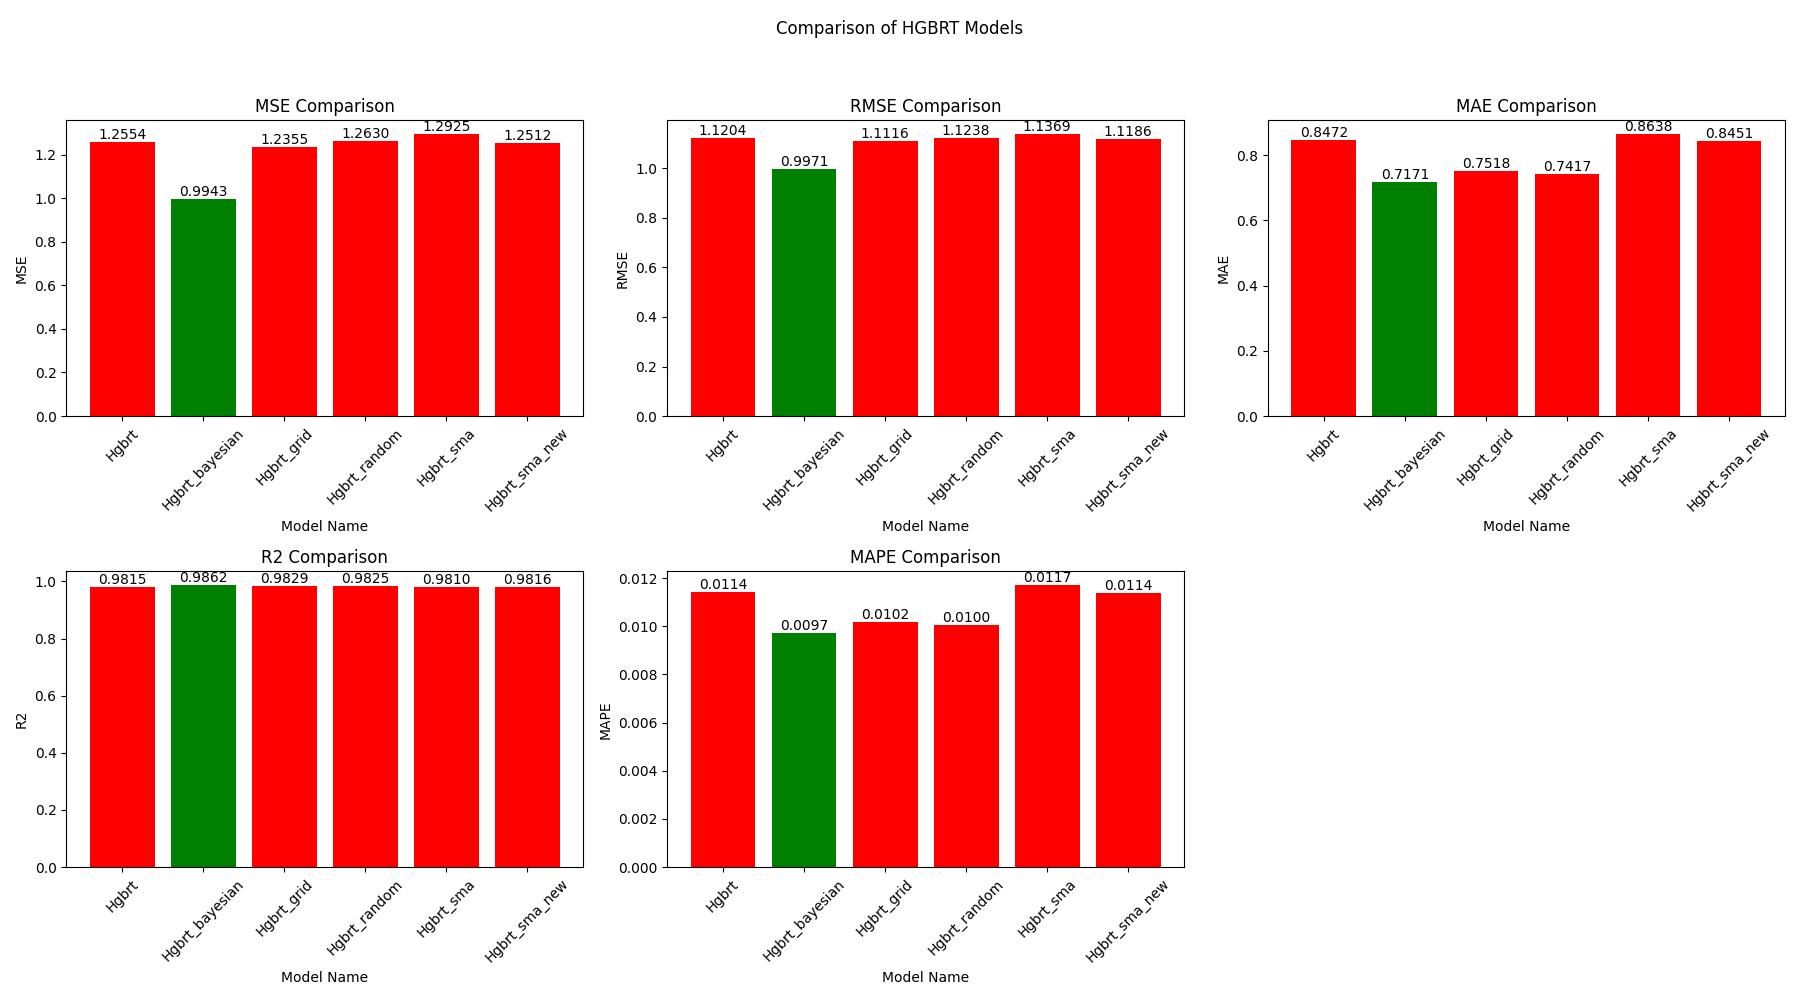 Comparison of HGBRT Models
MSE Comparison
1.2554
0.9943
1.2355
1.2630
1.2925
1.2512
1.2
1.0
0.8
0.6
0.4
0.2
0.0
MSE
Hgbrt
Hgbrt_bayesian
Hgbrt_grid
Hgbrt_random
Hgbrt_sma
Hgbrt_sma_new
Model Name
RMSE Comparison
1.1204
0.9971
1.1116
1.1238
1.1369
1.1186
1.0
0.8
0.6
0.4
0.2
0.0
RMSE
Hgbrt
Hgbrt_bayesian
Hgbrt_grid
Hgbrt_random
Hgbrt_sma
Hgbrt_sma_new
Model Name
MAE Comparison
0.8472
0.7171
0.7518
0.7417
0.8638
0.8451
0.8
0.6
0.4
0.2
0.0
MAE
Hgbrt
Hgbrt_bayesian
Hgbrt_grid
Hgbrt_random
Hgbrt_sma
Hgbrt_sma_new
Model Name
R2 Comparison
0.9815
0.9862
0.9829
0.9825
0.9810
0.9816
1.0
0.8
0.6
0.4
0.2
0.0
R2
Hgbrt
Hgbrt_bayesian
Hgbrt_grid
Hgbrt_random
Hgbrt_sma
Hgbrt_sma_new
Model Name
MAPE Comparison
0.0114
0.0097
0.0102
0.0100
0.0117
0.0114
0.012
0.010
0.008
0.006
0.004
0.002
0.000
MAPE
Hgbrt
Hgbrt_bayesian
Hgbrt_grid
Hgbrt_random
Hgbrt_sma
Hgbrt_sma_new
Model Name